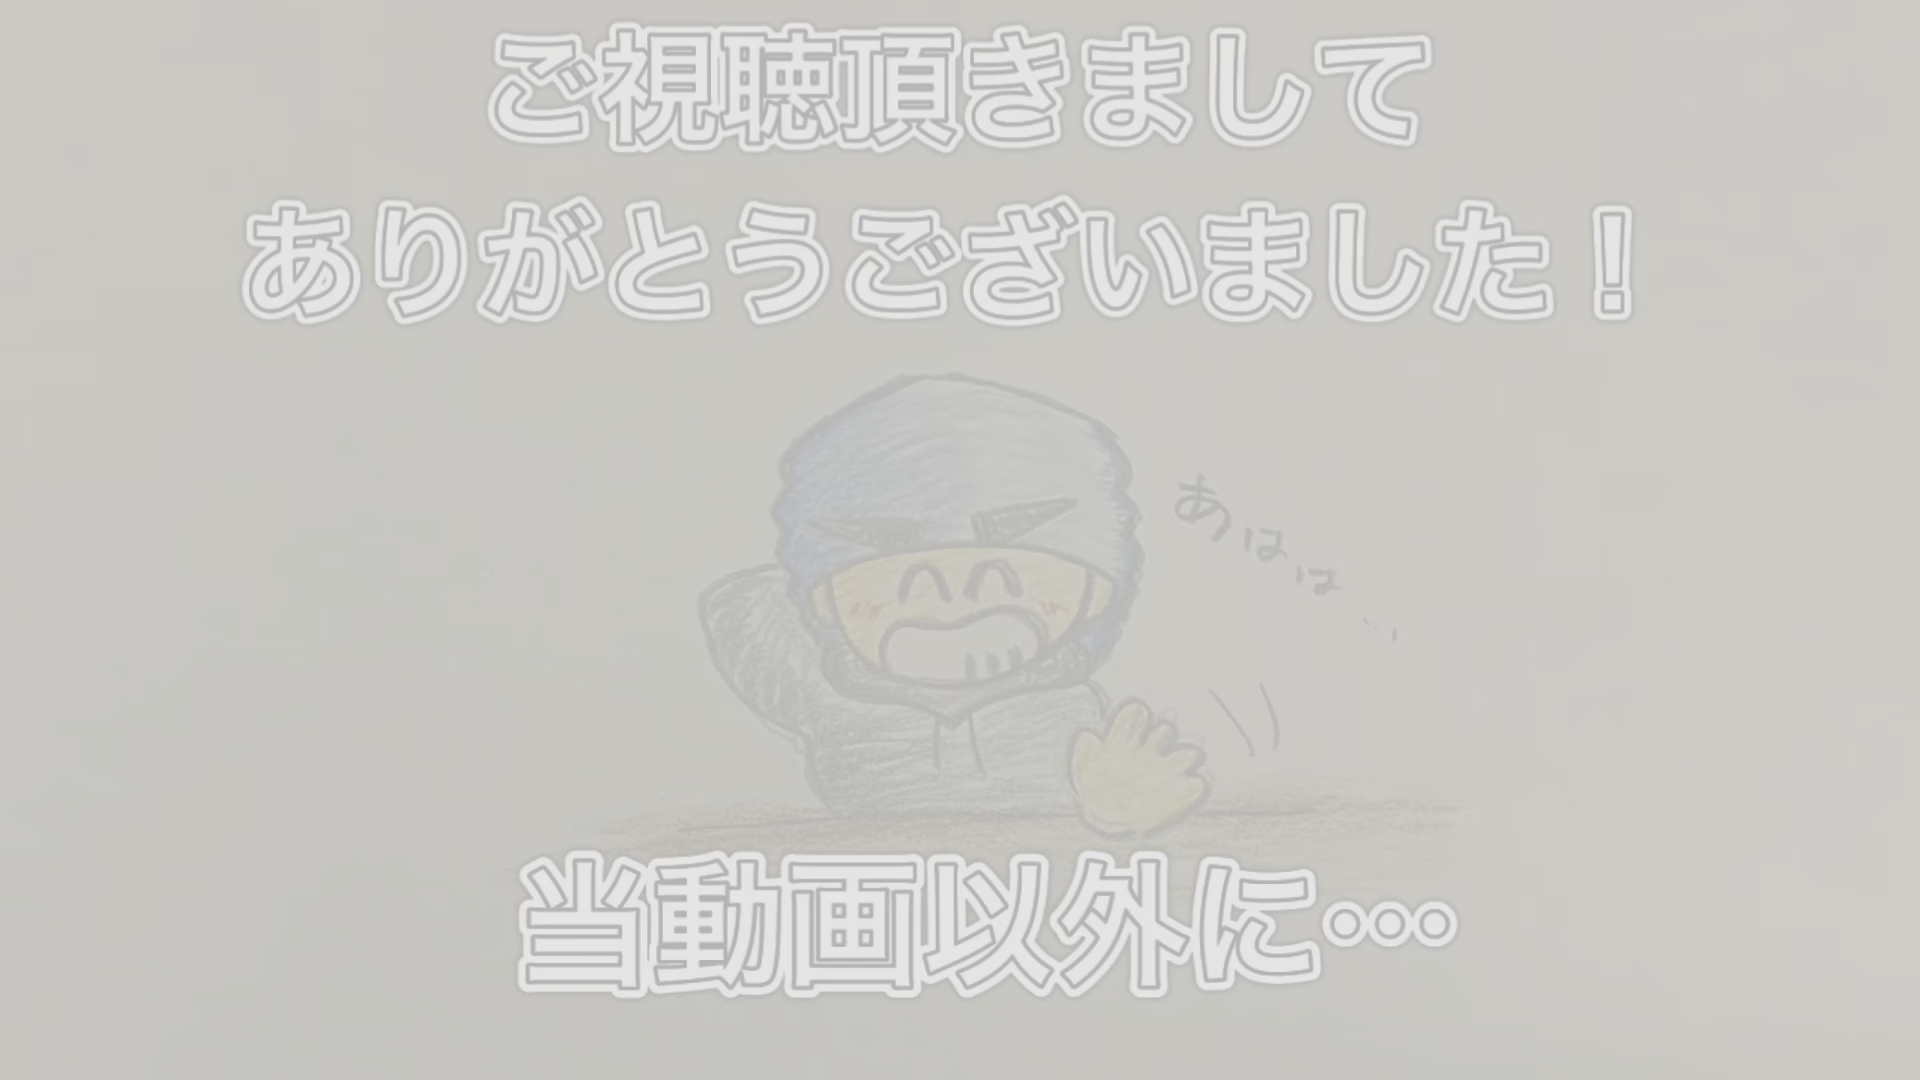 ご視聴頂きまして
ありがとうございました！
あはは…
当動画以外に…